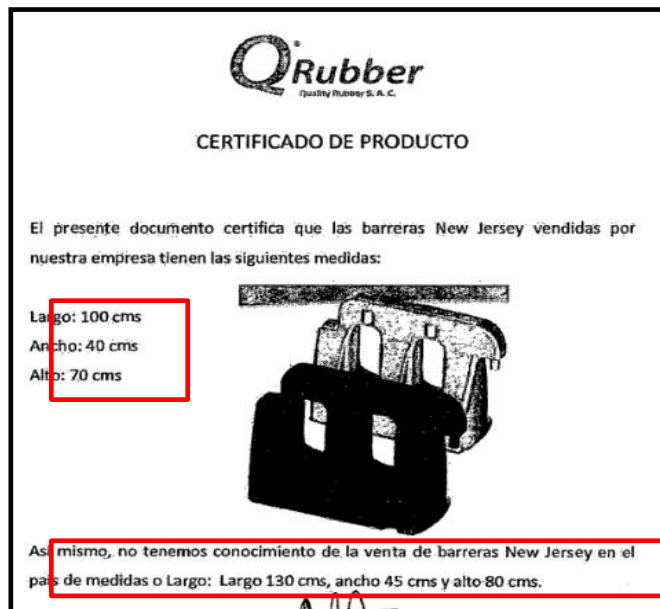 QRubber
Quality Rubber S. A. C.
CERTIFICADO DE PRODUCTO
El presente documento certifica que las barreras New Jersey vendidas por
nuestra empresa tienen las siguientes medidas:
Largo: 100 cms
Ancho: 40 cms
Alto: 70 cms
Así mismo, no tenemos conocimiento de la venta de barreras New Jersey en el
país de medidas o Largo: Largo 130 cms, ancho 45 cms y alto 80 cms.